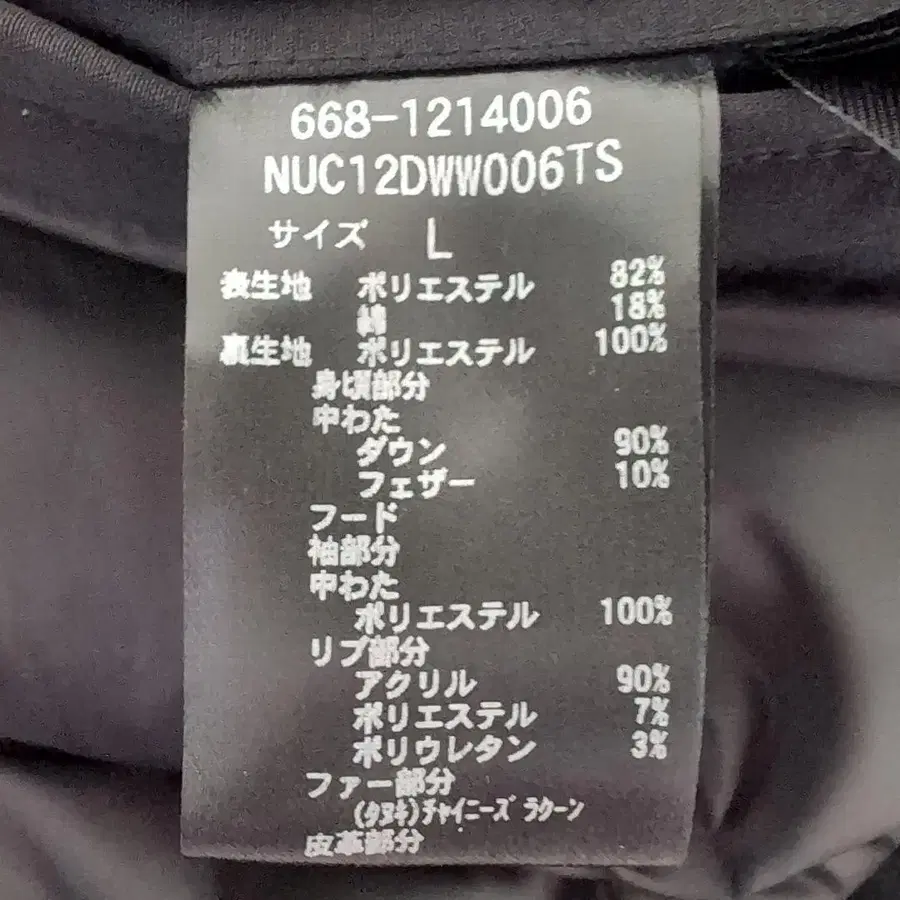 668-1214006
NUC12DWW006TS
サイズ L
表生地 ポリエステル 82%
綿 18%
裏生地 ポリエステル 100%
身頃部分
中わた
ダウン 90%
フェザー 10%
フード
袖部分
中わた
ポリエステル 100%
リブ部分
アクリル 90%
ポリエステル 7%
ポリウレタン 3%
ファー部分
(タヌキ)チャイニーズ ラクーン
皮革部分